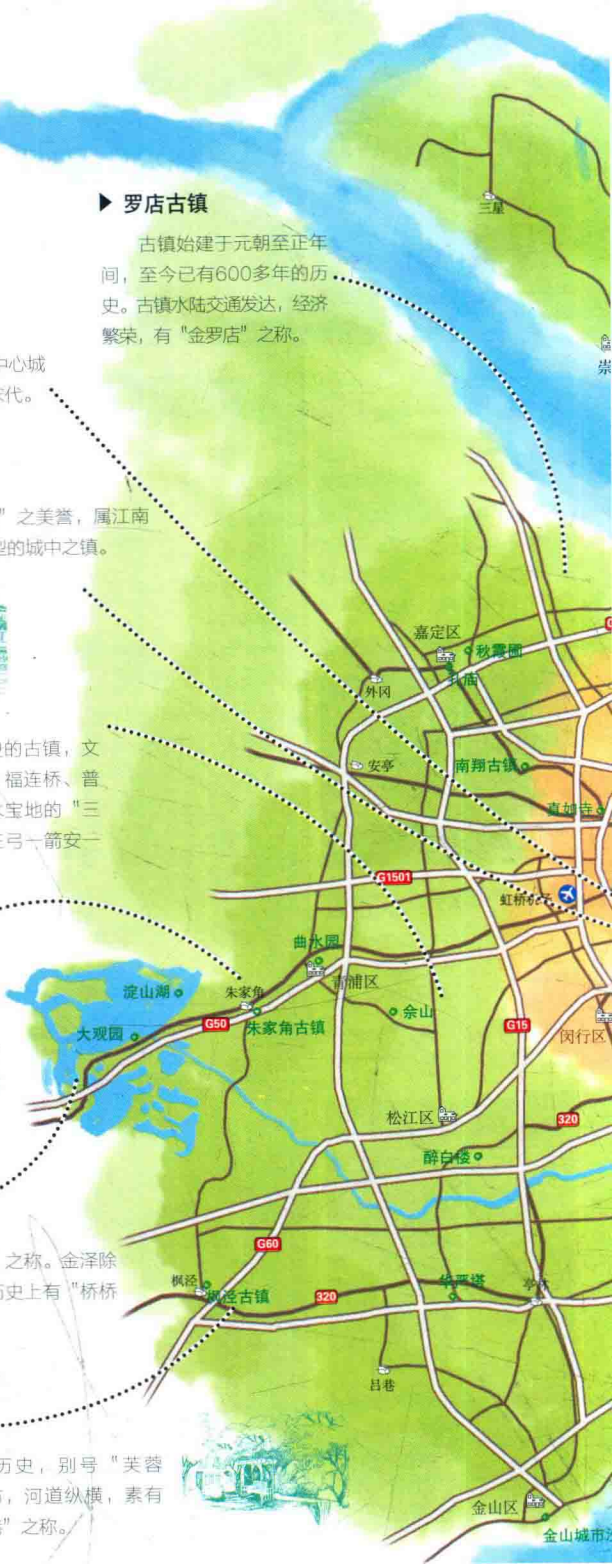 ▶ 罗店古镇
古镇始建于元朝至正年
间，至今已有600多年的历
史。古镇水陆交通发达，经济
繁荣，有“金罗店”之称。
三星
崇
中心城
代。
”之美誉，属江南
型的城中之镇。
嘉定区
秋霞圃
孔庙
外冈
的古镇，文
福连桥、普
宝地的“三
三弓一箭安一
安亭
南翔古镇
真如寺
G1501
虹桥机场
曲水园
青浦区
淀山湖
朱家角
朱家角古镇
佘山
大观园
G50
G15
闵行区
松江区
320
醉白楼
之称。金泽除
历史上有“桥桥
G60
枫泾
枫泾古镇
320
华严塔
亭林
吕巷
历史，别号“芙蓉
，河道纵横，素有
”之称。
金山区
金山城市沙